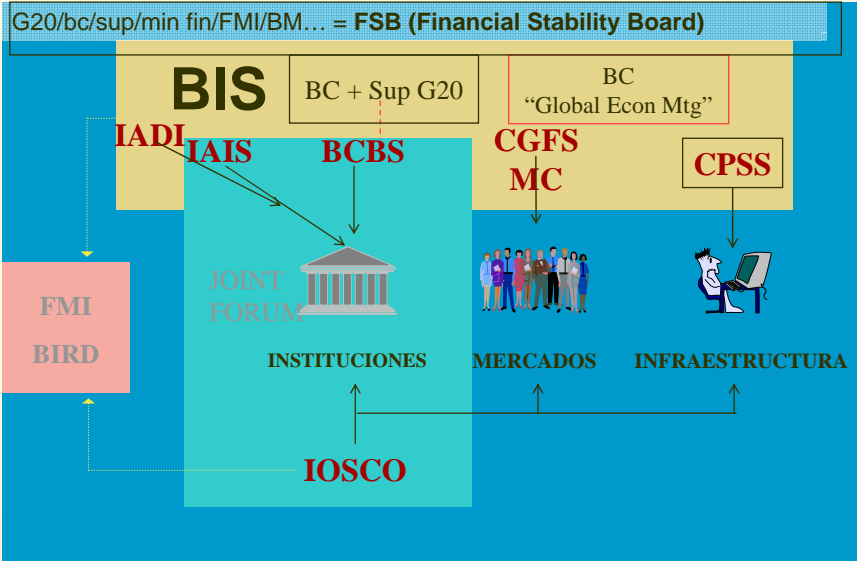 G20/bc/sup/min fin/FMI/BM… = FSB (Financial Stability Board)
BIS
BC + Sup G20
BC
“Global Econ Mtg”
IADI
IAIS
BCBS
CGFS
MC
CPSS
JOINT
FORUM
FMI
BIRD
INSTITUCIONES
MERCADOS
INFRAESTRUCTURA
IOSCO